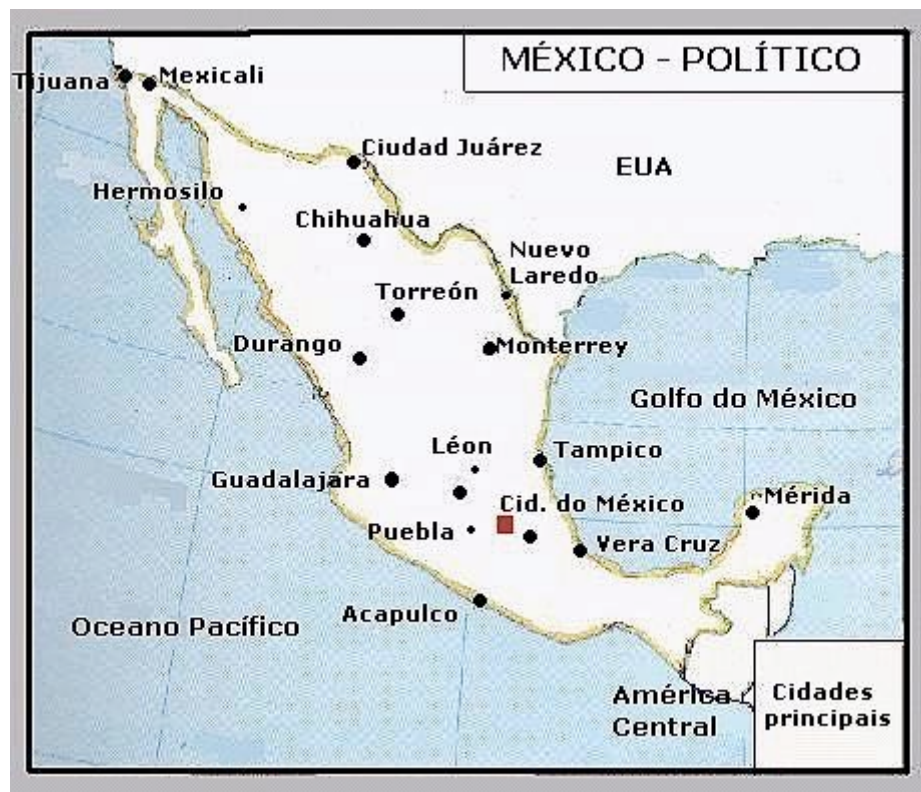 MÉXICO - POLÍTICO
Tijuana
Mexicali
Ciudad Juárez
EUA
Hermosilo
Chihuahua
Nuevo
Laredo
Torreón
Durango
Monterrey
Golfo do México
Léon
Tampico
Guadalajara
Cid. do México
Mérida
Puebla
Vera Cruz
Acapulco
Oceano Pacífico
América
Central
Cidades
principais